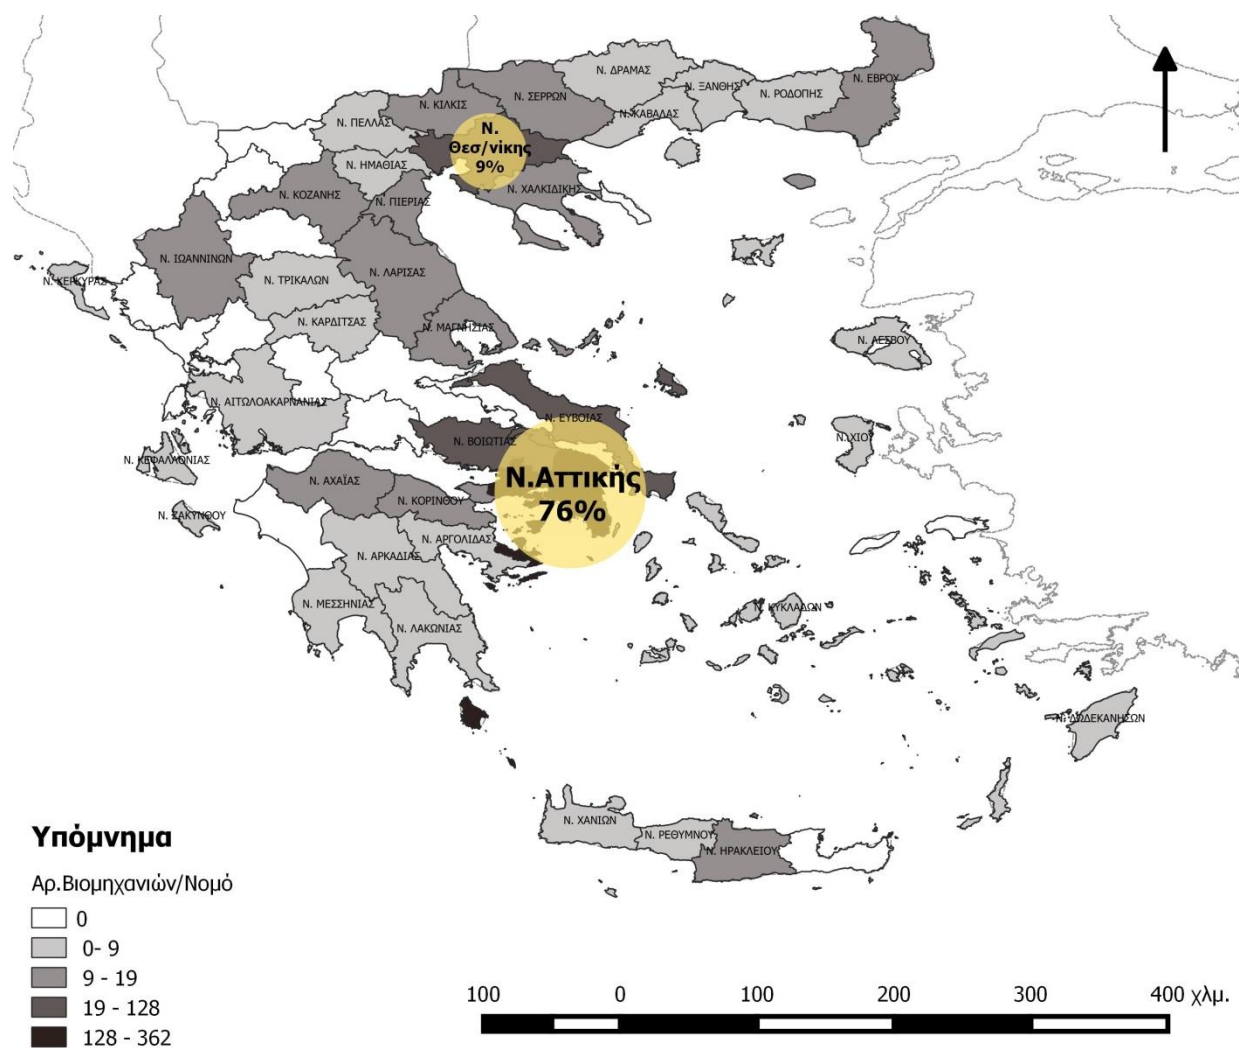 Ν. ΔΡΑΜΑΣ
Ν. ΞΑΝΘΗΣ
Ν. ΡΟΔΟΠΗΣ
Ν. ΕΒΡΟΥ
Ν. ΚΙΛΚΙΣ
Ν. ΣΕΡΡΩΝ
Ν. ΚΑΒΑΛΑΣ
Ν. ΠΕΛΛΑΣ
Ν.
Θεσ/νίκης
9%
Ν. ΗΜΑΘΙΑΣ
Ν. ΚΟΖΑΝΗΣ
Ν. ΠΙΕΡΙΑΣ
Ν. ΧΑΛΚΙΔΙΚΗΣ
Ν. ΙΩΑΝΝΙΝΩΝ
Ν. ΚΕΡΚΥΡΑΣ
Ν. ΤΡΙΚΑΛΩΝ
Ν. ΛΑΡΙΣΑΣ
Ν. ΚΑΡΔΙΤΣΑΣ
Ν. ΜΑΓΝΗΣΙΑΣ
Ν. ΛΕΣΒΟΥ
Ν. ΑΙΤΩΛΟΑΚΑΡΝΑΝΙΑΣ
Ν. ΕΥΒΟΙΑΣ
Ν. ΒΟΙΩΤΙΑΣ
Ν. ΧΙΟΥ
Ν. ΚΕΦΑΛΛΟΝΙΑΣ
Ν. ΑΧΑΪΑΣ
Ν.Αττικής
76%
Ν. ΚΟΡΙΝΘΟΥ
Ν. ΖΑΚΥΝΘΟΥ
Ν. ΑΡΓΟΛΙΔΑΣ
Ν. ΑΡΚΑΔΙΑΣ
Ν. ΜΕΣΣΗΝΙΑΣ
Ν. ΚΥΚΛΑΔΩΝ
Ν. ΛΑΚΩΝΙΑΣ
Ν. ΔΩΔΕΚΑΝΗΣΩΝ
Ν. ΧΑΝΙΩΝ
Ν. ΡΕΘΥΜΝΟΥ
Ν. ΗΡΑΚΛΕΙΟΥ
Υπόμνημα
Αρ.Βιομηχανιών/Νομό
0
0- 9
9 - 19
19 - 128
128 - 362
100 0 100 200 300 400 χλμ.